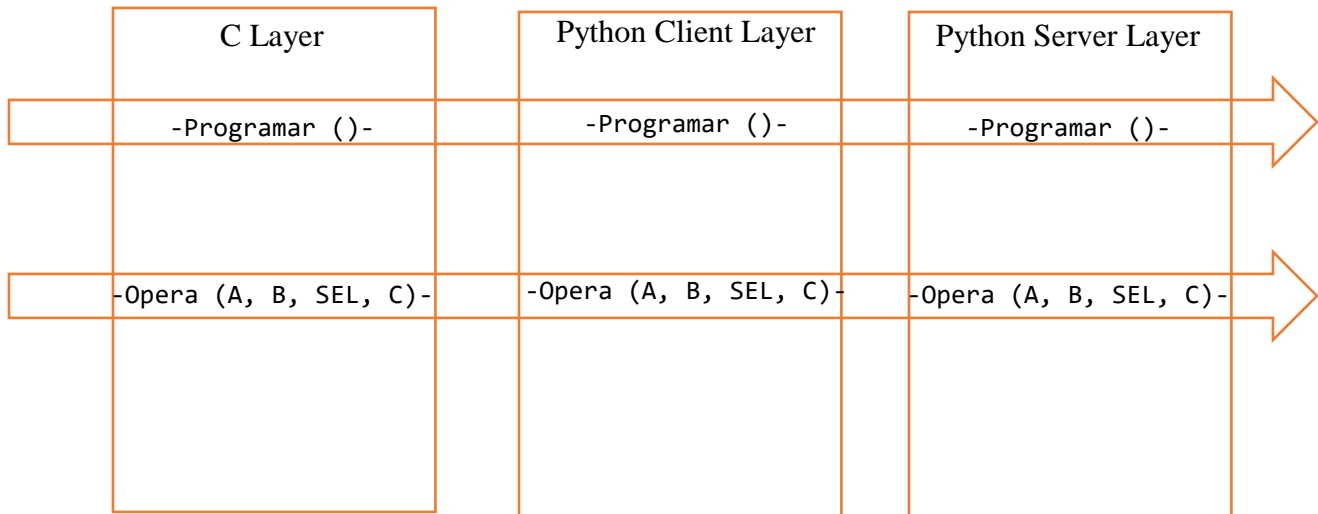 C Layer
Python Client Layer
Python Server Layer
-Programar ()-
-Programar ()-
-Programar ()-
-Opera (A, B, SEL, C)-
-Opera (A, B, SEL, C)-
-Opera (A, B, SEL, C)-